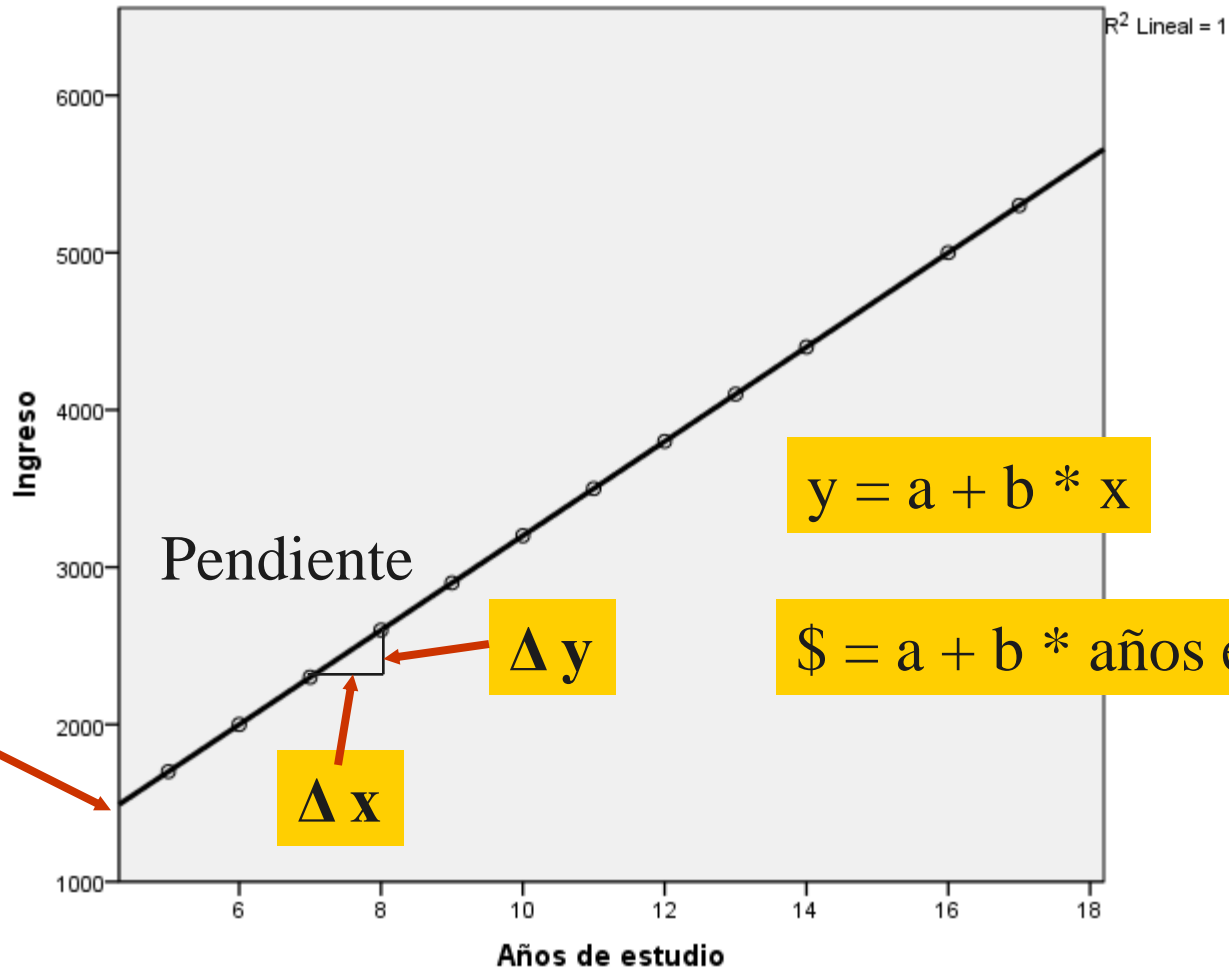 R² Lineal = 1
6000
5000
4000
3000
2000
1000
Ingreso
Pendiente
y = a + b * x
$ = a + b * años
Δ y
Δ x
6 8 10 12 14 16 18
Años de estudio